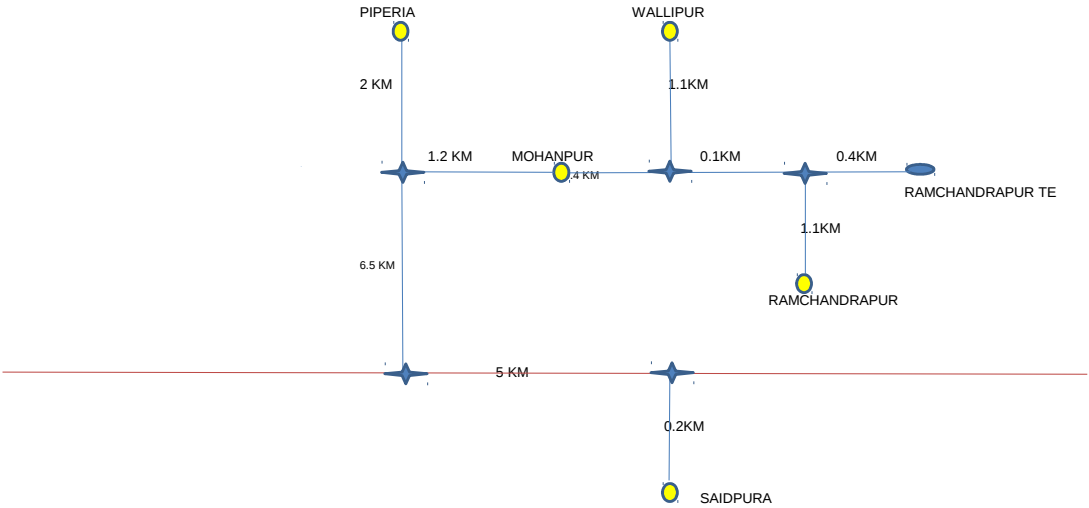 PIPERIA
WALLIPUR
2 KM
1.1KM
1.2 KM
MOHANPUR
0.1KM
0.4KM
.4 KM
RAMCHANDRAPUR TE
1.1KM
6.5 KM
RAMCHANDRAPUR
5 KM
0.2KM
SAIDPURA